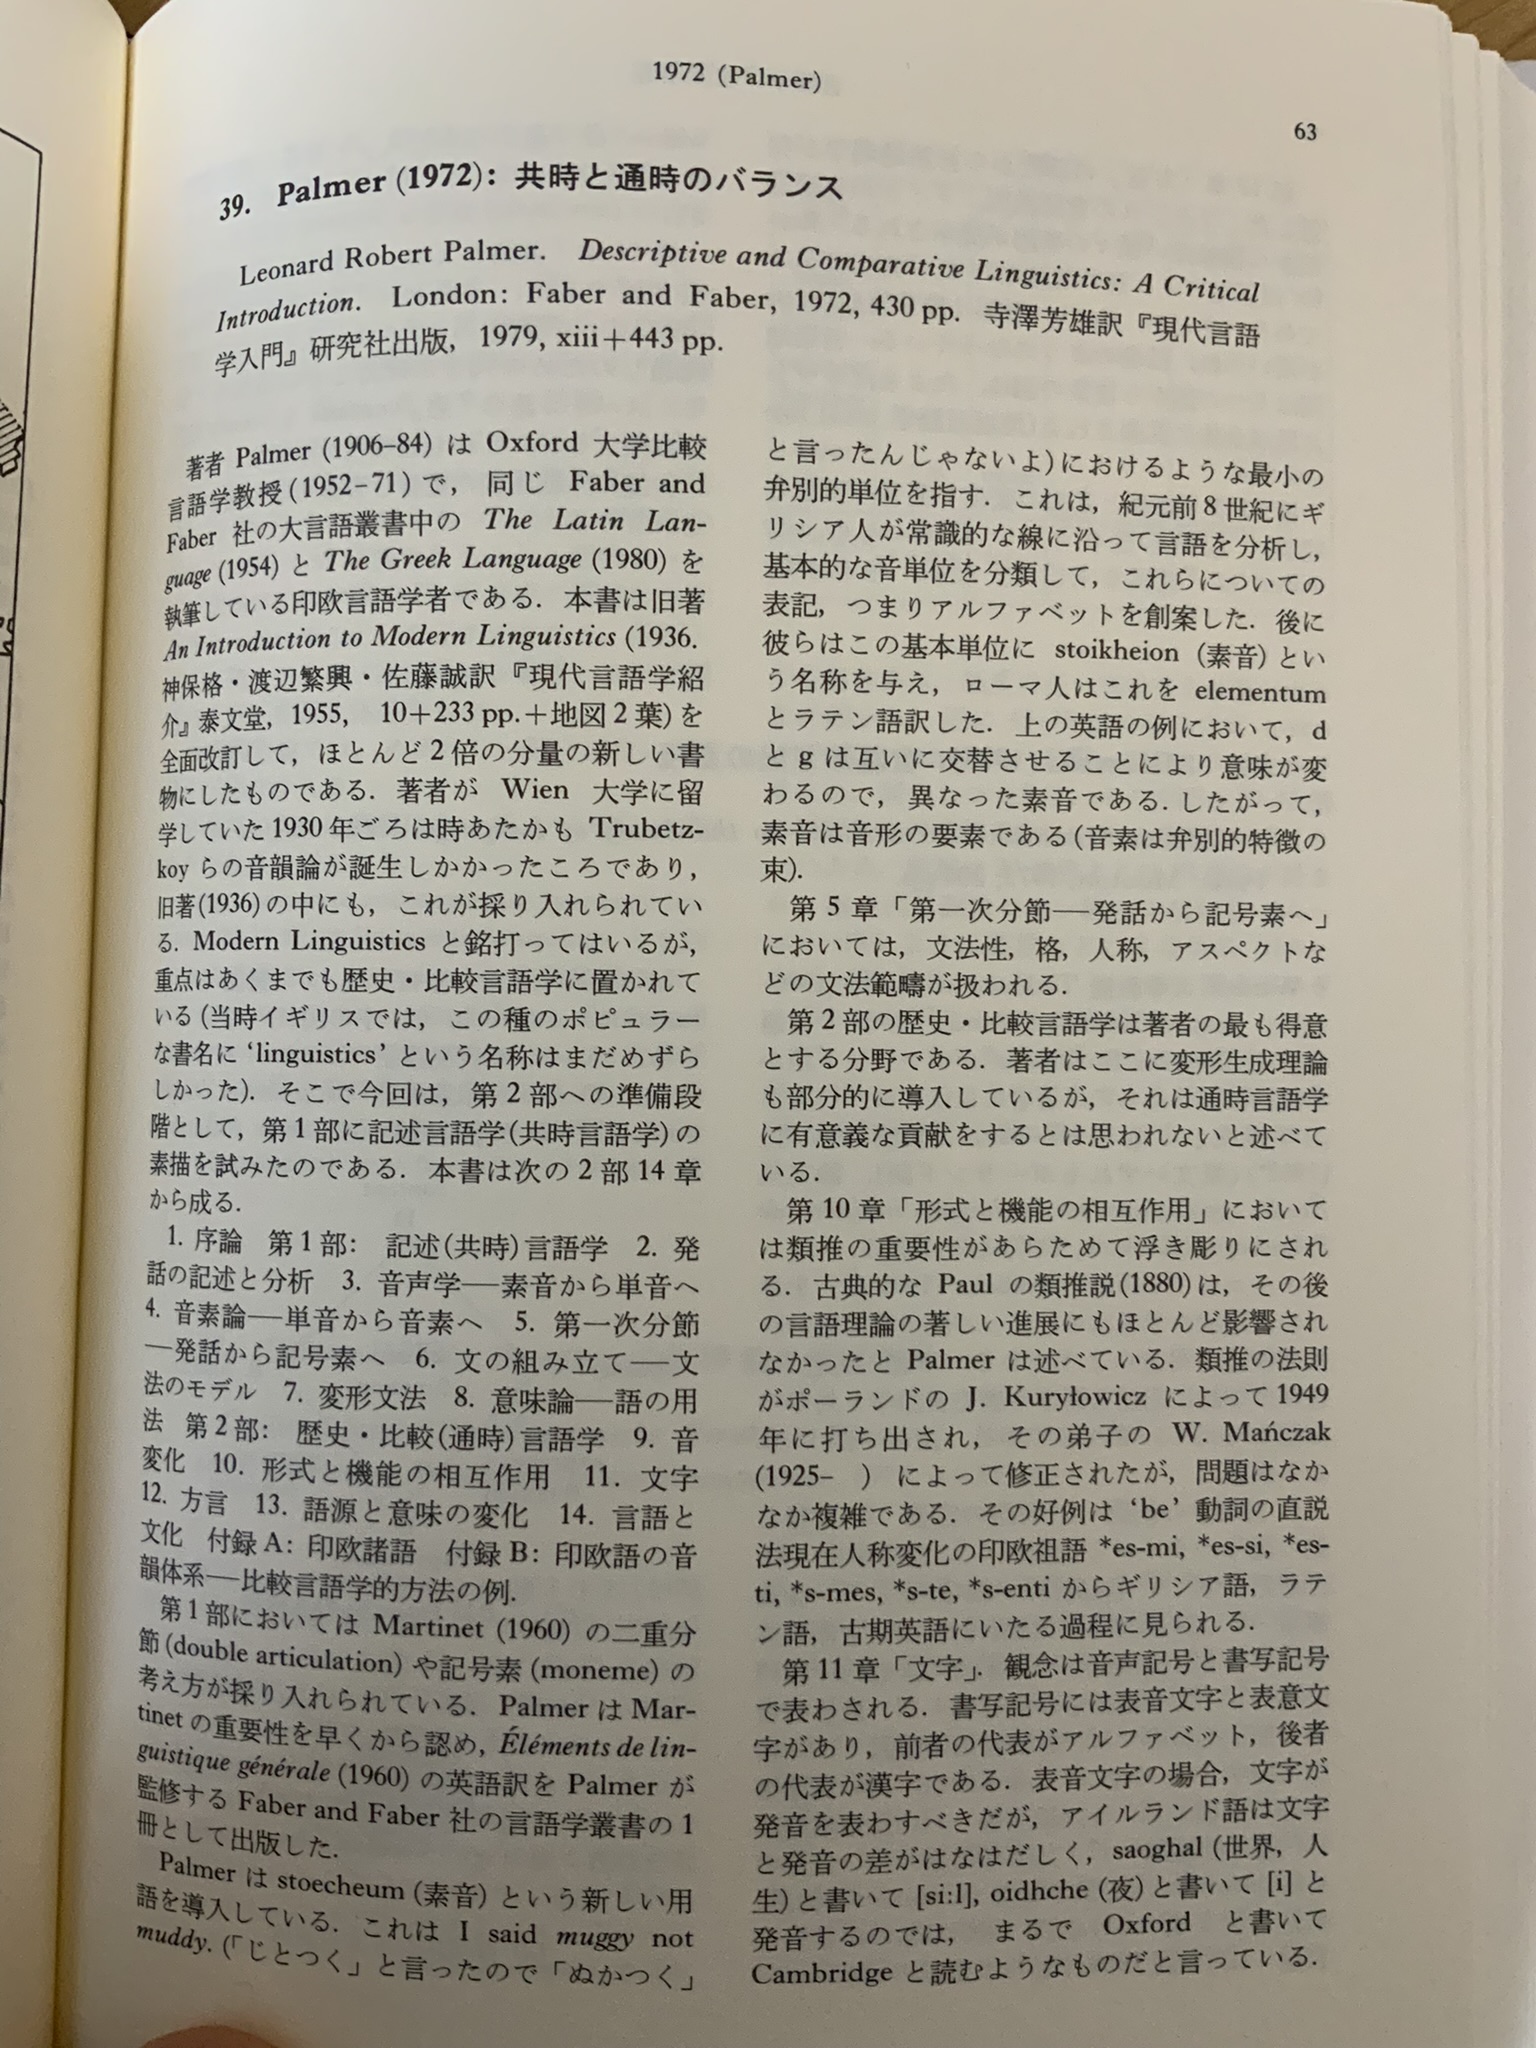 1972 (Palmer)
63
39. Palmer (1972): 共時と通時のバランス
Leonard Robert Palmer. Descriptive and Comparative Linguistics: A Critical
Introduction. London: Faber and Faber, 1972, 430 pp. 寺澤芳雄訳『現代言語
学入門』研究社出版, 1979, xiii+443 pp.
著者 Palmer (1906–84) は Oxford 大学比較
言語学教授(1952–71)で, 同じ Faber and
Faber 社の大言語叢書中の The Latin Lan-
guage (1954) と The Greek Language (1980) を
執筆している印欧言語学者である. 本書は旧著
An Introduction to Modern Linguistics (1936.
神保格・渡辺繁興・佐藤誠訳『現代言語学紹
介』泰文堂, 1955, 10+233 pp.+地図2葉)を
全面改訂して, ほとんど2倍の分量の新しい書
物にしたものである. 著者が Wien 大学に留
学していた1930年ごろは時あたかも Trubetz-
koy らの音韻論が誕生しかかったころであり,
旧著(1936)の中にも, これが採り入れられてい
る. Modern Linguistics と銘打ってはいるが,
重点はあくまでも歴史・比較言語学に置かれて
いる(当時イギリスでは, この種のポピュラー
な書名に ‘linguistics’ という名称はまだめずら
しかった). そこで今回は, 第2部への準備段
階として, 第1部に記述言語学(共時言語学)の
素描を試みたのである. 本書は次の2部14章
から成る.
1. 序論 第1部: 記述(共時)言語学 2. 発
話の記述と分析 3. 音声学―素音から単音へ
4. 音素論―単音から音素へ 5. 第一次分節
―発話から記号素へ 6. 文の組み立て―文
法のモデル 7. 変形文法 8. 意味論―語の用
法 第2部: 歴史・比較(通時)言語学 9. 音
変化 10. 形式と機能の相互作用 11. 文字
12. 方言 13. 語源と意味の変化 14. 言語と
文化 付録A: 印欧諸語 付録B: 印欧語の音
韻体系―比較言語学的方法の例.
第1部においては Martinet (1960) の二重分
節(double articulation)や記号素(moneme)の
考え方が採り入れられている. Palmer は Mar-
tinet の重要性を早くから認め, Éléments de lin-
guistique générale (1960) の英語訳を Palmer が
監修する Faber and Faber 社の言語学叢書の1
冊として出版した.
Palmer は stoecheum (素音) という新しい用
語を導入している. これは I said muggy not
muddy. (「じとつく」と言ったので「ぬかつく」
と言ったんじゃないよ)におけるような最小の
弁別的単位を指す. これは, 紀元前8世紀にギ
リシア人が常識的な線に沿って言語を分析し,
基本的な音単位を分類して, これらについての
表記, つまりアルファベットを創案した. 後に
彼らはこの基本単位に stoikheion (素音)とい
う名称を与え, ローマ人はこれを elementum
とラテン語訳した. 上の英語の例において, d
と g は互いに交替させることにより意味が変
わるので, 異なった素音である. したがって,
素音は音形の要素である(音素は弁別的特徴の
束).
第5章「第一次分節―発話から記号素へ」
においては, 文法性, 格, 人称, アスペクトな
どの文法範疇が扱われる.
第2部の歴史・比較言語学は著者の最も得意
とする分野である. 著者はここに変形生成理論
も部分的に導入しているが, それは通時言語学
に有意義な貢献をするとは思われないと述べて
いる.
第10章「形式と機能の相互作用」において
は類推の重要性があらためて浮き彫りにされ
る. 古典的な Paul の類推説(1880)は, その後
の言語理論の著しい進展にもほとんど影響され
なかったと Palmer は述べている. 類推の法則
がポーランドの J. Kuryłowicz によって1949
年に打ち出され, その弟子の W. Mańczak
(1925– ) によって修正されたが, 問題はなか
なか複雑である. その好例は ‘be’ 動詞の直説
法現在人称変化の印欧祖語 *es-mi, *es-si, *es-
ti, *s-mes, *s-te, *s-enti からギリシア語, ラテ
ン語, 古期英語にいたる過程に見られる.
第11章「文字」. 観念は音声記号と書写記号
で表わされる. 書写記号には表音文字と表意文
字があり, 前者の代表がアルファベット, 後者
の代表が漢字である. 表音文字の場合, 文字が
発音を表わすべきだが, アイルランド語は文字
と発音の差がはなはだしく, saoghal (世界, 人
生)と書いて [si:l], oidhche (夜)と書いて [i] と
発音するのでは, まるで Oxford と書いて
Cambridge と読むようなものだと言っている.